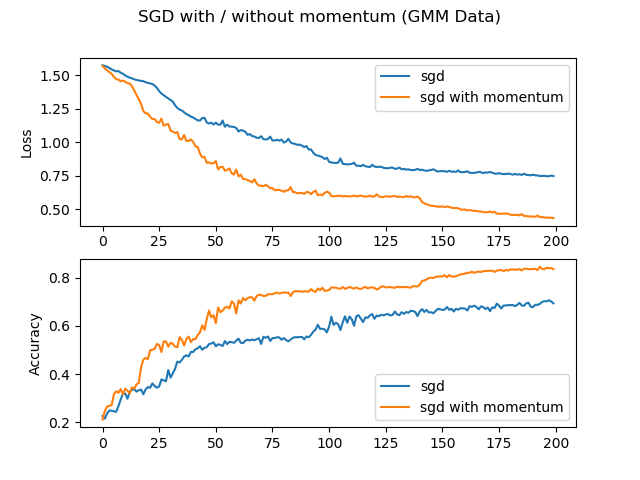 SGD with / without momentum (GMM Data)
Loss
1.50
1.25
1.00
0.75
0.50
sgd
sgd with momentum
0 25 50 75 100 125 150 175 200
Accuracy
0.8
0.6
0.4
0.2
sgd
sgd with momentum
0 25 50 75 100 125 150 175 200